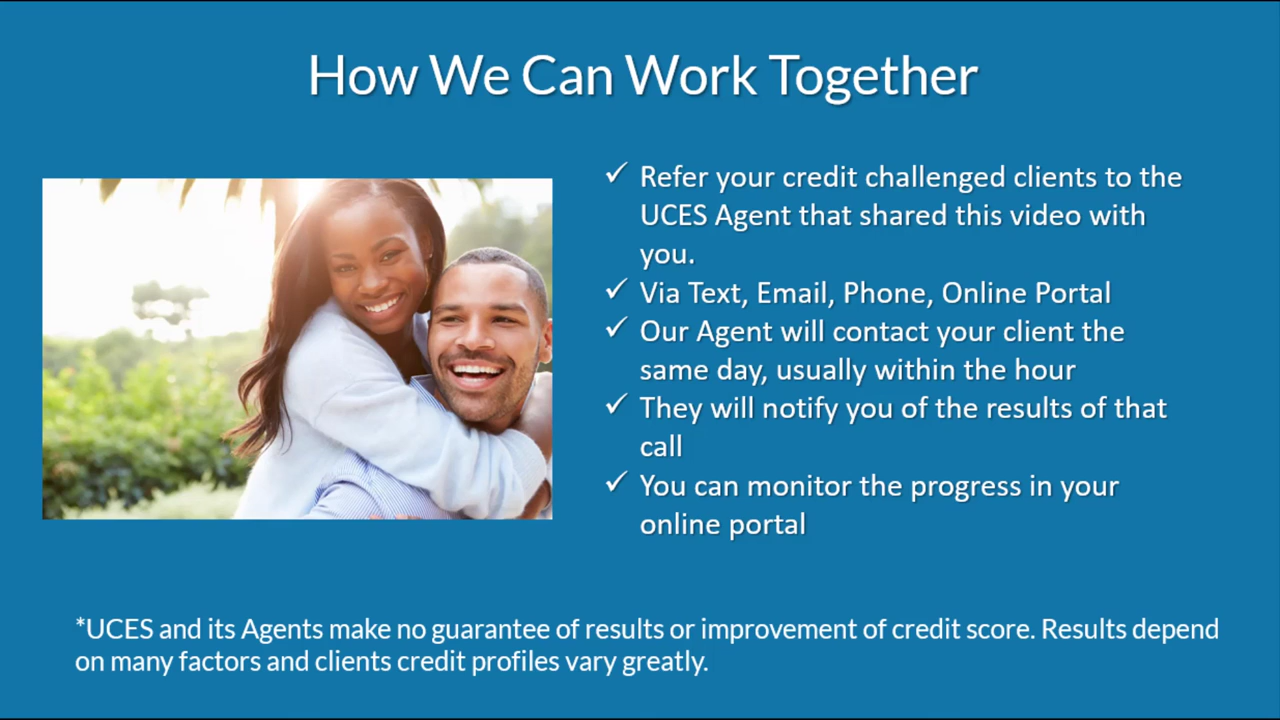 How We Can Work Together
✓ Refer your credit challenged clients to the
UCES Agent that shared this video with
you.
✓ Via Text, Email, Phone, Online Portal
✓ Our Agent will contact your client the
same day, usually within the hour
✓ They will notify you of the results of that
call
✓ You can monitor the progress in your
online portal
*UCES and its Agents make no guarantee of results or improvement of credit score. Results depend
on many factors and clients credit profiles vary greatly.